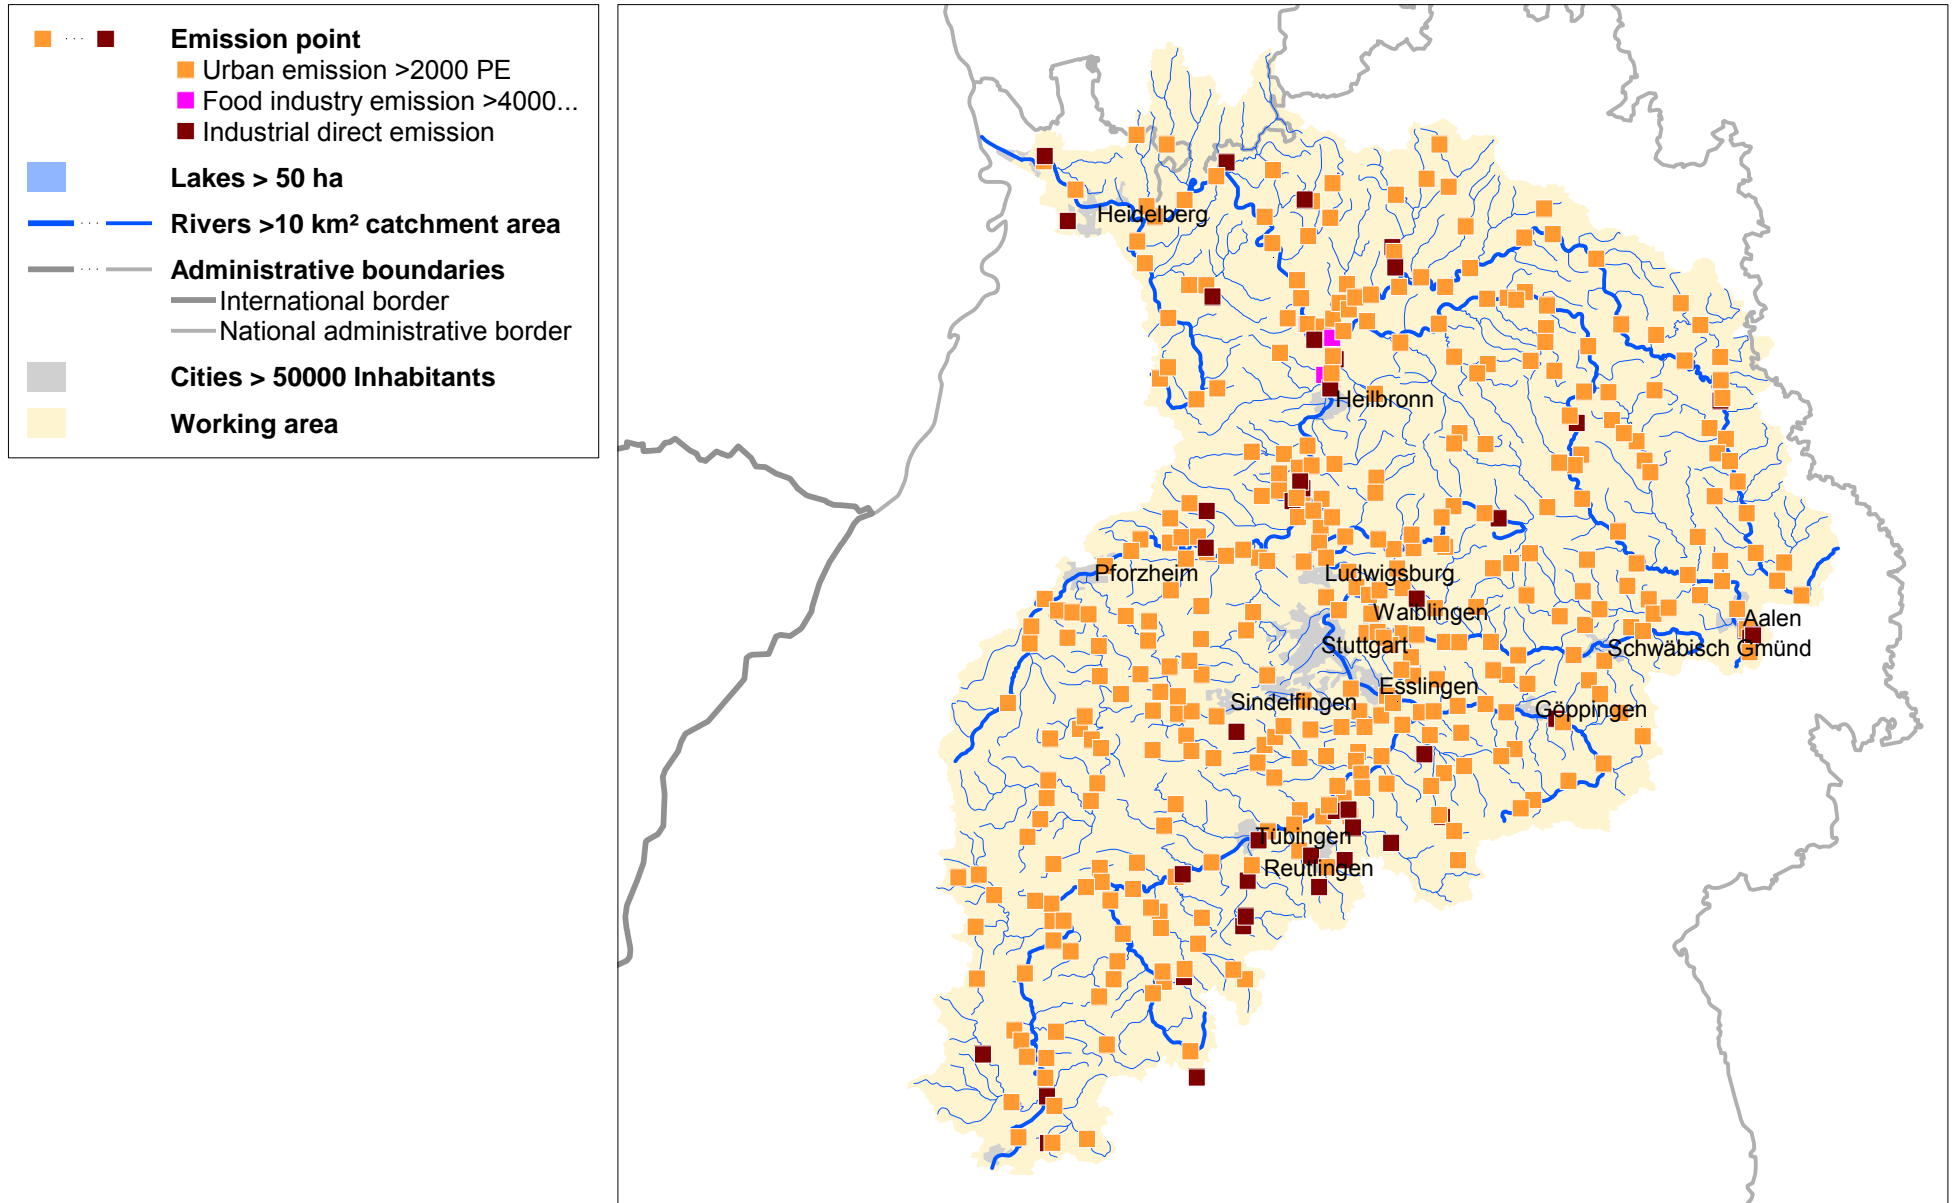 Emission point
Urban emission >2000 PE
Food industry emission >4000...
Industrial direct emission
Lakes > 50 ha
Rivers >10 km² catchment area
Administrative boundaries
International border
National administrative border
Cities > 50000 Inhabitants
Working area
Heidelberg
Heilbronn
Pforzheim
Ludwigsburg
Waiblingen
Stuttgart
Aalen
Schwäbisch Gmünd
Esslingen
Sindelfingen
Göppingen
Tübingen
Reutlingen